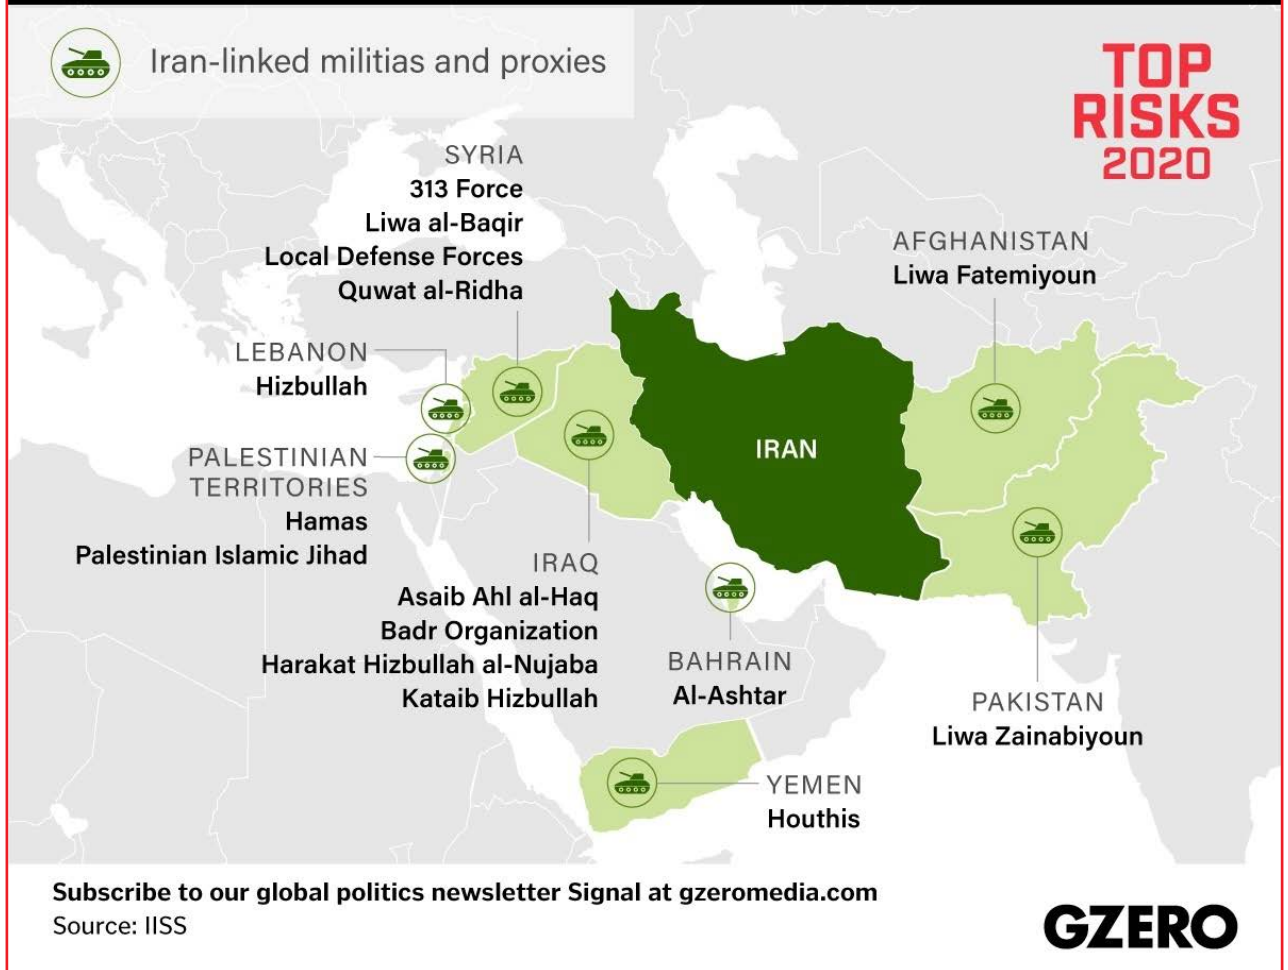 Iran-linked militias and proxies
TOP
RISKS
2020
SYRIA
313 Force
Liwa al-Baqir
Local Defense Forces
Quwat al-Ridha
AFGHANISTAN
Liwa Fatemiyoun
LEBANON
Hizbullah
IRAN
PALESTINIAN
TERRITORIES
Hamas
Palestinian Islamic Jihad
IRAQ
Asaib Ahl al-Haq
Badr Organization
Harakat Hizbullah al-Nujaba
Kataib Hizbullah
BAHRAIN
Al-Ashtar
PAKISTAN
Liwa Zainabiyoun
YEMEN
Houthis
Subscribe to our global politics newsletter Signal at gzeromedia.com
Source: IISS
GZERO